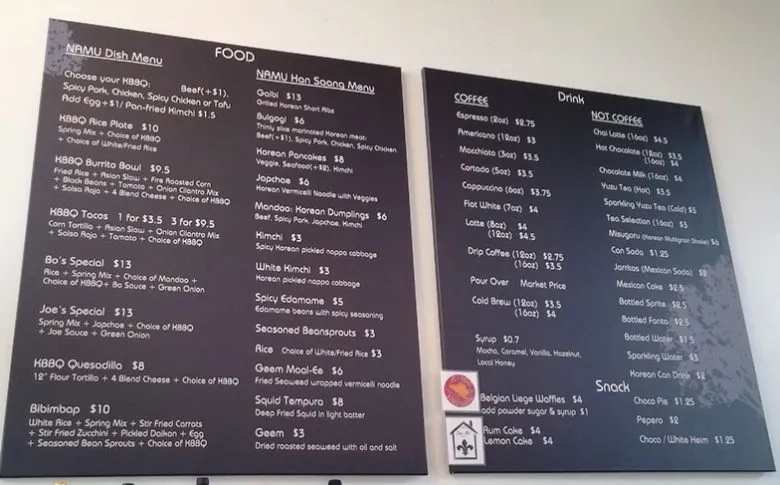 FOOD
NAMU Dish Menu
Choose your KBBQ: Beef(+$1),
Spicy Pork, Chicken, Spicy Chicken or Tofu
Add Egg+$1/ Pan-Fried Kimchi $1.5
KBBQ Rice Plate $10
Spring Mix + Choice of KBBQ
+ Choice of White/Fried Rice
KBBQ Burrito Bowl $9.5
Fried Rice + Asian Slaw + Fire Roasted Corn
+ Black Beans + Tomato + Onion Cilantro Mix
+ Salsa Roja + 4 Blend Cheese + Choice of KBBQ
KBBQ Tacos 1 for $3.5 3 for $9.5
Corn Tortilla + Asian Slaw + Onion Cilantro Mix
+ Salsa Roja + Tomato + Choice of KBBQ
Bo's Special $13
Rice + Spring Mix + Choice of Mandoo +
Choice of KBBQ+ Bo Sauce + Green Onion
Joe's Special $13
Spring Mix + Japchae + Choice of KBBQ
+ Joe Sauce + Green Onion
KBBQ Quesadilla $8
12" Flour Tortilla + 4 Blend Cheese + Choice of KBBQ
Bibimbap $10
White Rice + Spring Mix + Stir Fried Carrots
+ Stir Fried Zucchini + Pickled Daikon + Egg
+ Seasoned Bean Sprouts + Choice of KBBQ
NAMU Han Saang Menu
Galbi $13
Grilled Korean Short Ribs
Bulgogi $6
Thinly slice marinated Korean meat:
Beef(+$1), Spicy Pork, Chicken, Spicy Chicken
Korean Pancakes $8
Veggie, Seafood(+$2), Kimchi
Japchae $6
Korean Vermicelli Noodle with Veggies
Mandoo: Korean Dumplings $6
Beef, Spicy Pork, Japchae, Kimchi
Kimchi $3
Spicy Korean pickled napa cabbage
White Kimchi $3
Korean pickled napa cabbage
Spicy Edamame $5
Edamame beans with spicy seasoning
Seasoned Beansprouts $3
Rice Choice of White/Fried Rice $3
Geem Maal-Ee $6
Fried Seaweed wrapped vermicelli noodle
Squid Tempura $8
Deep Fried Squid in light batter
Geem $3
Dried roasted seaweed with oil and salt
Drink
COFFEE
Espresso (2oz) $2.75
Americano (12oz) $3
Macchiato (3oz) $3.5
Cortado (5oz) $3.5
Cappuccino (6oz) $3.75
Flat White (7oz) $4
Latte (8oz) $4
(12oz) $4.5
Drip Coffee (12oz) $2.75
(16oz) $3.5
Pour Over Market Price
Cold Brew (12oz) $3.5
(16oz) $4
Syrup $0.7
Mocha, Caramel, Vanilla, Hazelnut,
Local Honey
Belgian Liege Waffles $4
add powder sugar & syrup $1
Rum Cake $4
Lemon Cake $4
NOT COFFEE
Chai Latte (16oz) $4.5
Hot Chocolate (12oz) $3.5
(16oz) $4
Chocolate Milk (16oz) $4
Yuzu Tea (Hot) $3.5
Sparkling Yuzu Tea (Cold) $5
Tea Selection (16oz) $3
Misugaru (Korean Multigrain Shake) $6
Can Soda $1.25
Jarritos (Mexican Soda) $2
Mexican Coke $2.5
Bottled Sprite $2.5
Bottled Fanta $2.5
Bottled Water $1.5
Sparkling Water $3
Korean Can Drink $2
Snack
Choco Pie $1.25
Pepero $2
Choco / White Heim $1.25